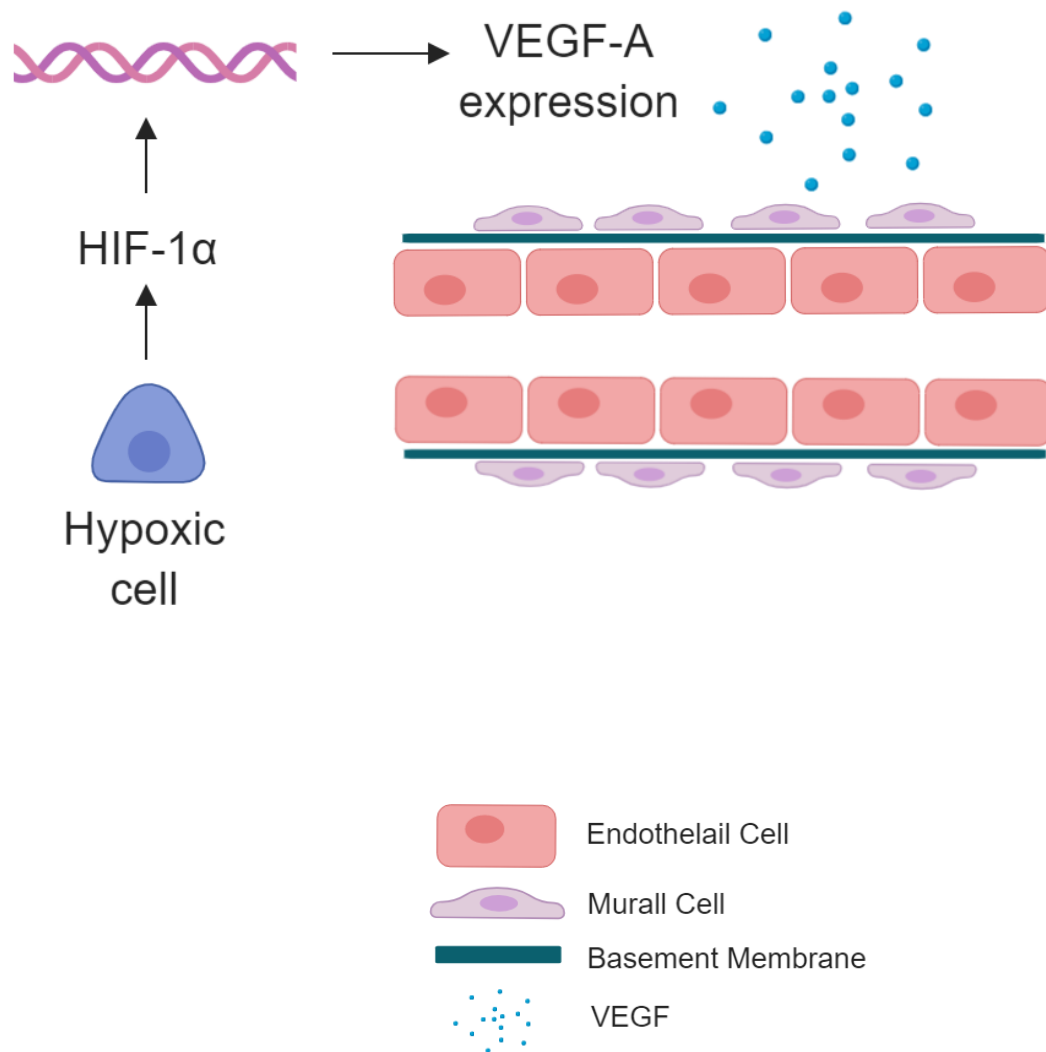 VEGF-A
expression
HIF-1α
Hypoxic
cell
Endothelail Cell
Murall Cell
Basement Membrane
VEGF